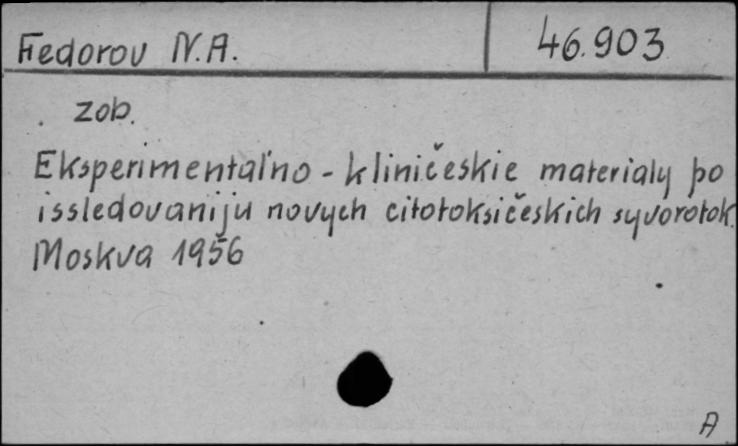 Fedorov N.A. 46.903
zob.
Eksperimental'no - kliničeskie materialy po
issledovaniju novych citotoksičeskich syvorotok.
Moskva 1956
A